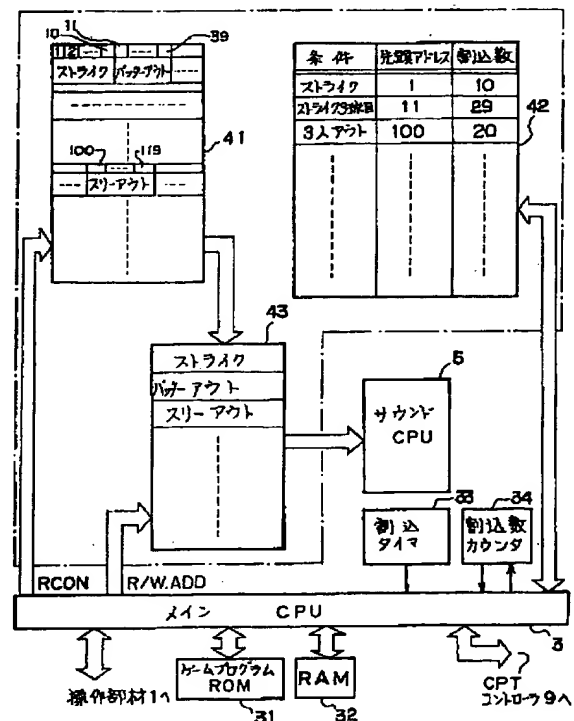 11
10
39
1 2
ストライク バッターアウト
41
100 119
スリーアウト
条件 先頭アドレス 割込数
ストライク 1 10
ストライク3球目 11 29
3人アウト 100 20
42
43
ストライク
バッターアウト
スリーアウト
5
サウンド
CPU
33
割込
タイマ
34
割込数
カウンタ
RCON
R/W.ADD
メイン CPU
3
操作部材1へ
ゲームプログラム
ROM
31
RAM
32
CPT
コントローラ9へ